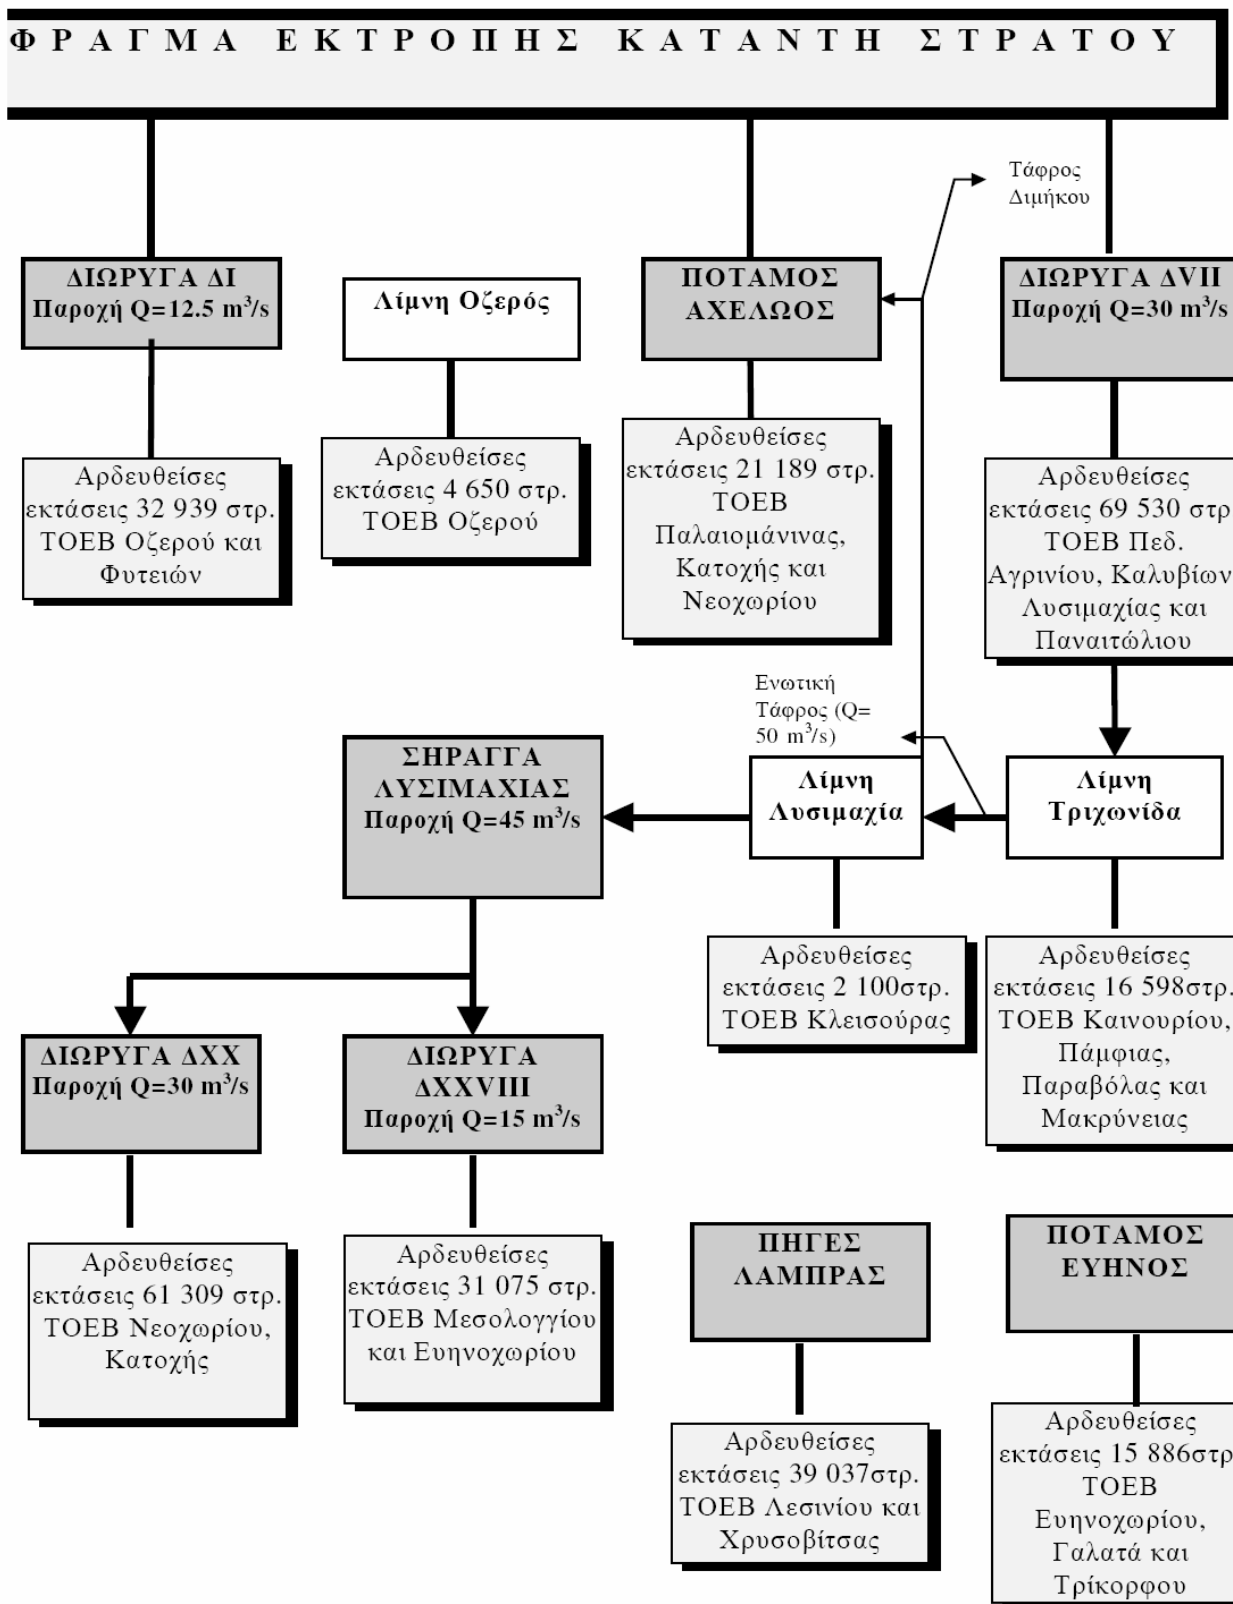 ΦΡΑΓΜΑ ΕΚΤΡΟΠΗΣ ΚΑΤΑΝΤΗ ΣΤΡΑΤΟΥ
Τάφρος
Διμήκου
ΔΙΩΡΥΓΑ ΔΙ
Παροχή Q=12.5 m³/s
Λίμνη Οζερός
ΠΟΤΑΜΟΣ
ΑΧΕΛΩΟΣ
ΔΙΩΡΥΓΑ ΔVII
Παροχή Q=30 m³/s
Αρδευθείσες
εκτάσεις 32 939 στρ.
ΤΟΕΒ Οζερού και
Φυτειών
Αρδευθείσες
εκτάσεις 4 650 στρ.
ΤΟΕΒ Οζερού
Αρδευθείσες
εκτάσεις 21 189 στρ.
ΤΟΕΒ
Παλαιομάνινας,
Κατοχής και
Νεοχωρίου
Αρδευθείσες
εκτάσεις 69 530 στρ
ΤΟΕΒ Πεδ.
Αγρινίου, Καλυβίων
Λυσιμαχίας και
Παναιτώλιου
Ενωτική
Τάφρος (Q=
50 m³/s)
ΣΗΡΑΓΓΑ
ΛΥΣΙΜΑΧΙΑΣ
Παροχή Q=45 m³/s
Λίμνη
Λυσιμαχία
Λίμνη
Τριχωνίδα
Αρδευθείσες
εκτάσεις 2 100στρ.
ΤΟΕΒ Κλεισούρας
Αρδευθείσες
εκτάσεις 16 598στρ.
ΤΟΕΒ Καινουρίου,
Πάμφιας,
Παραβόλας και
Μακρύνειας
ΔΙΩΡΥΓΑ ΔΧΧ
Παροχή Q=30 m³/s
ΔΙΩΡΥΓΑ
ΔXXVIII
Παροχή Q=15 m³/s
Αρδευθείσες
εκτάσεις 61 309 στρ.
ΤΟΕΒ Νεοχωρίου,
Κατοχής
Αρδευθείσες
εκτάσεις 31 075 στρ.
ΤΟΕΒ Μεσολογγίου
και Ευηνοχωρίου
ΠΗΓΕΣ
ΛΑΜΠΡΑΣ
ΠΟΤΑΜΟΣ
ΕΥΗΝΟΣ
Αρδευθείσες
εκτάσεις 39 037στρ.
ΤΟΕΒ Λεσινίου και
Χρυσοβίτσας
Αρδευθείσες
εκτάσεις 15 886στρ
ΤΟΕΒ
Ευηνοχωρίου,
Γαλατά και
Τρίκορφου